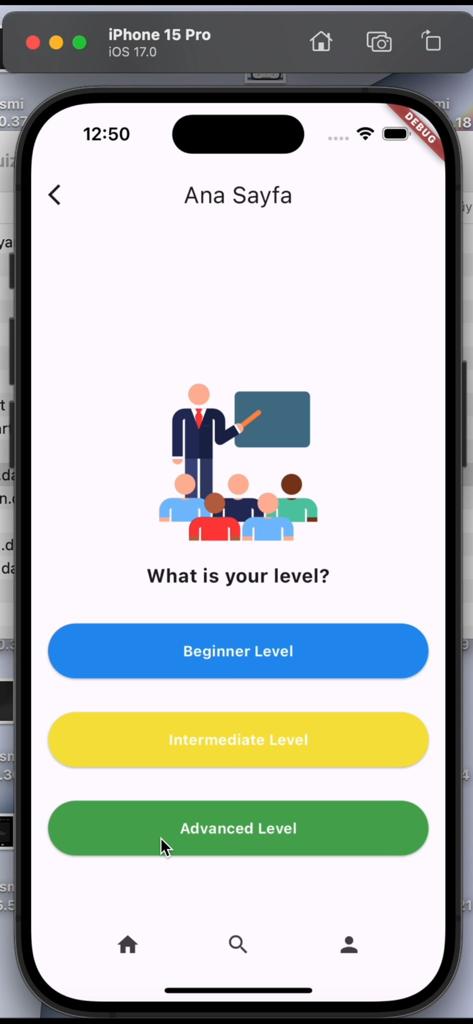 iPhone 15 Pro
iOS 17.0
12:50
DEBUG
Ana Sayfa
What is your level?
Beginner Level
Intermediate Level
Advanced Level